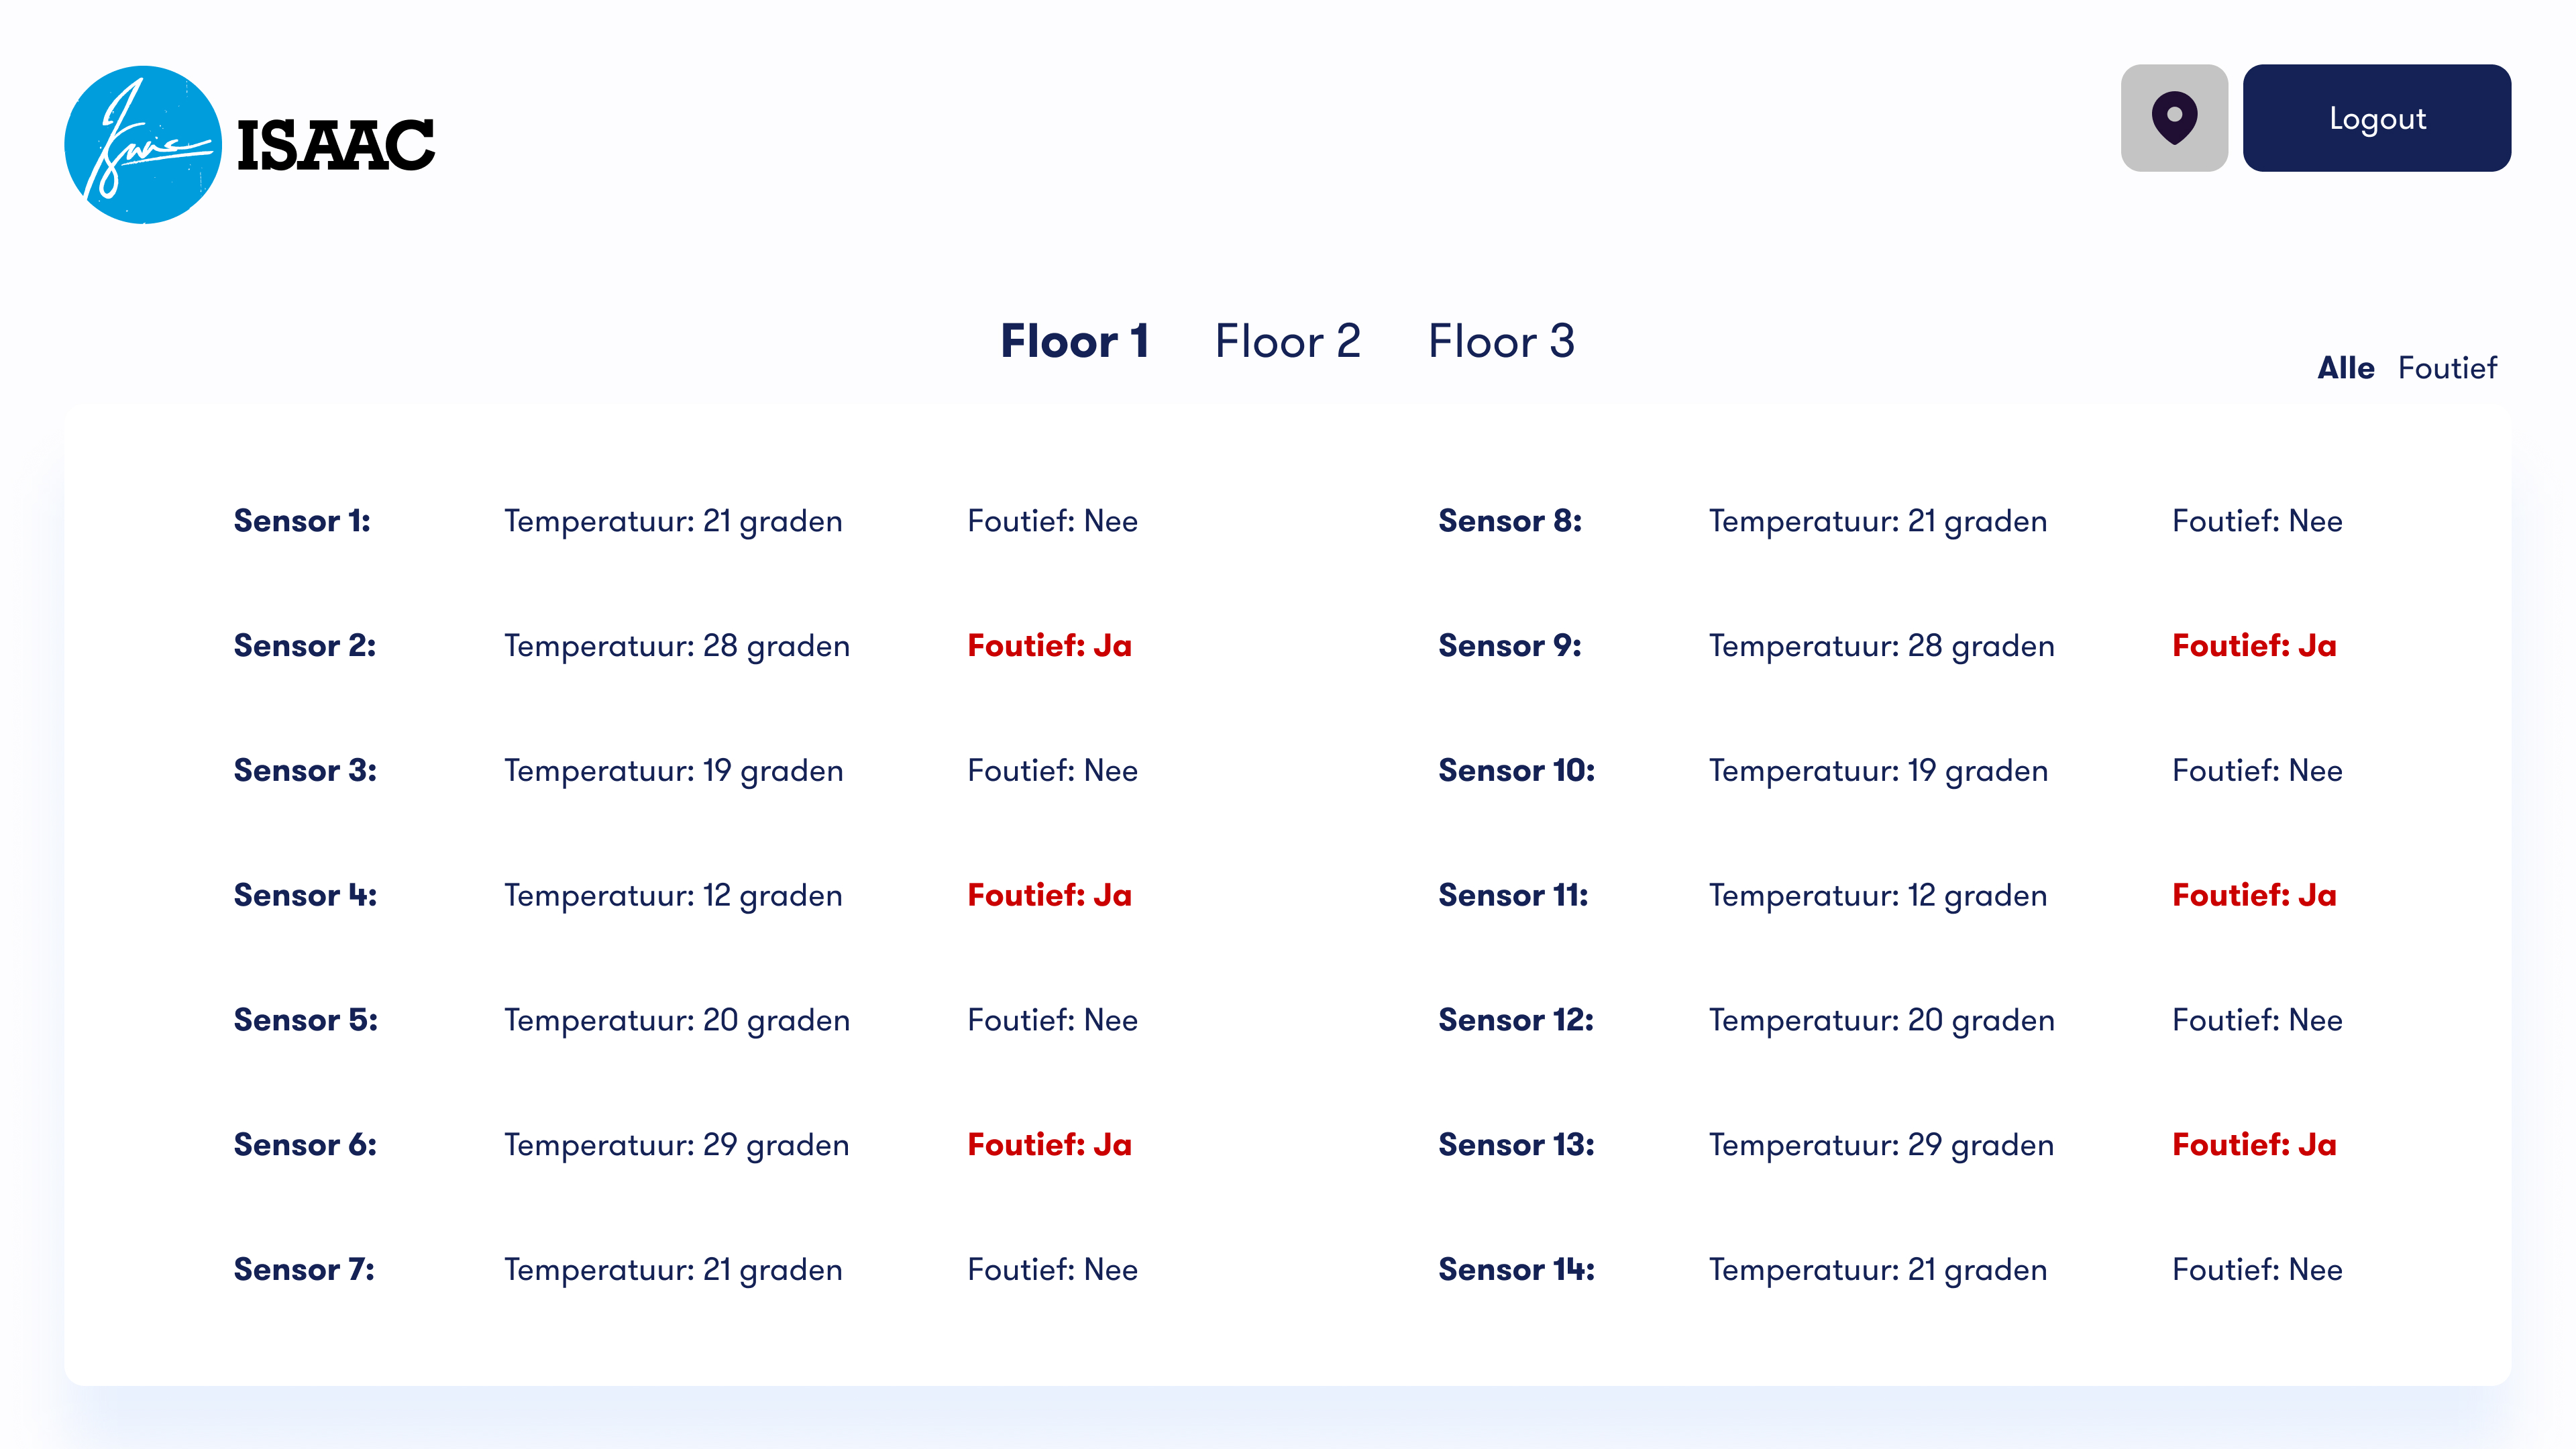 ISAAC
Logout
Floor 1 Floor 2 Floor 3
Alle Foutief
Sensor 1: Temperatuur: 21 graden Foutief: Nee
Sensor 2: Temperatuur: 28 graden Foutief: Ja
Sensor 3: Temperatuur: 19 graden Foutief: Nee
Sensor 4: Temperatuur: 12 graden Foutief: Ja
Sensor 5: Temperatuur: 20 graden Foutief: Nee
Sensor 6: Temperatuur: 29 graden Foutief: Ja
Sensor 7: Temperatuur: 21 graden Foutief: Nee
Sensor 8: Temperatuur: 21 graden Foutief: Nee
Sensor 9: Temperatuur: 28 graden Foutief: Ja
Sensor 10: Temperatuur: 19 graden Foutief: Nee
Sensor 11: Temperatuur: 12 graden Foutief: Ja
Sensor 12: Temperatuur: 20 graden Foutief: Nee
Sensor 13: Temperatuur: 29 graden Foutief: Ja
Sensor 14: Temperatuur: 21 graden Foutief: Nee